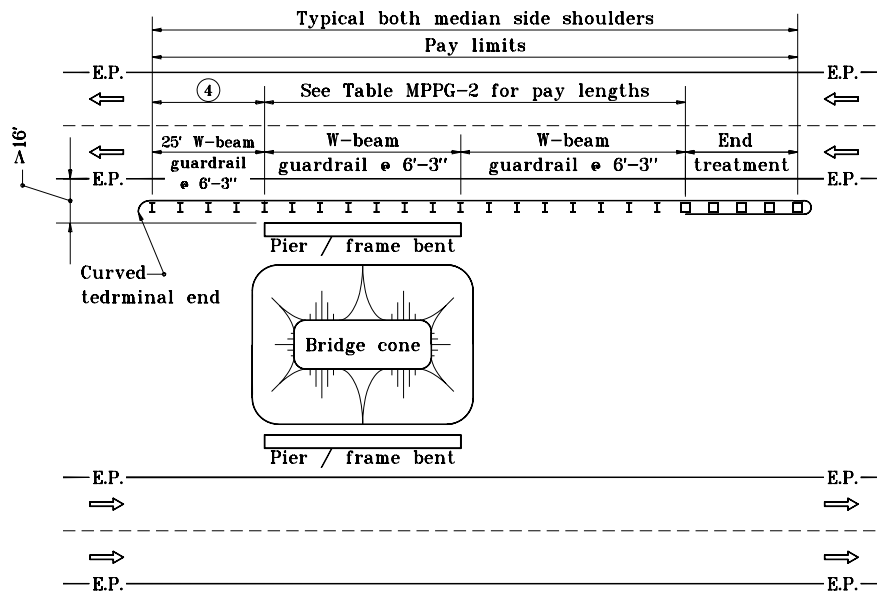 Typical both median side shoulders
Pay limits
E.P.
E.P.
4
See Table MPPG-2 for pay lengths
>16'
25' W-beam
guardrail
@ 6'-3"
W-beam
guardrail @ 6'-3"
W-beam
guardrail @ 6'-3"
End
treatment
E.P.
E.P.
Pier / frame bent
Curved
tedrminal end
Bridge cone
Pier / frame bent
E.P.
E.P.
E.P.
E.P.